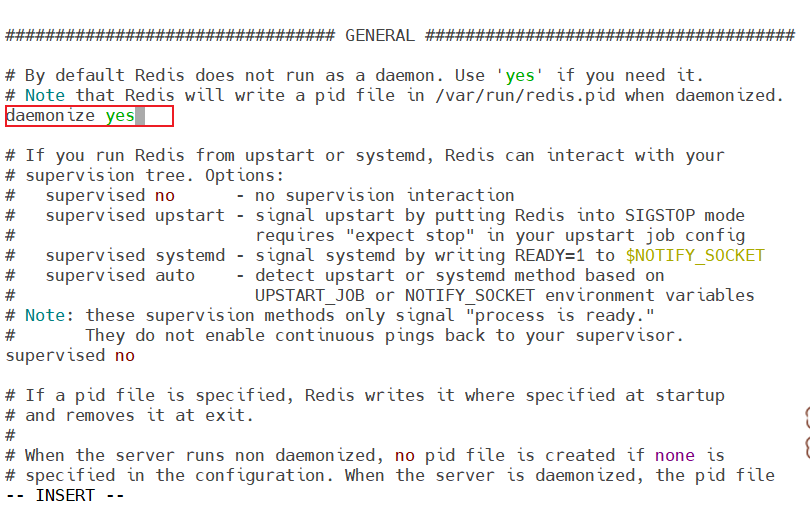 ################################# GENERAL #####################################
# By default Redis does not run as a daemon. Use 'yes' if you need it.
# Note that Redis will write a pid file in /var/run/redis.pid when daemonized.
daemonize yes
# If you run Redis from upstart or systemd, Redis can interact with your
# supervision tree. Options:
#   supervised no      - no supervision interaction
#   supervised upstart - signal upstart by putting Redis into SIGSTOP mode
#                        requires "expect stop" in your upstart job config
#   supervised systemd - signal systemd by writing READY=1 to $NOTIFY_SOCKET
#   supervised auto    - detect upstart or systemd method based on
#                        UPSTART_JOB or NOTIFY_SOCKET environment variables
# Note: these supervision methods only signal "process is ready."
#       They do not enable continuous pings back to your supervisor.
supervised no
# If a pid file is specified, Redis writes it where specified at startup
# and removes it at exit.
#
# When the server runs non daemonized, no pid file is created if none is
# specified in the configuration. When the server is daemonized, the pid file
-- INSERT --